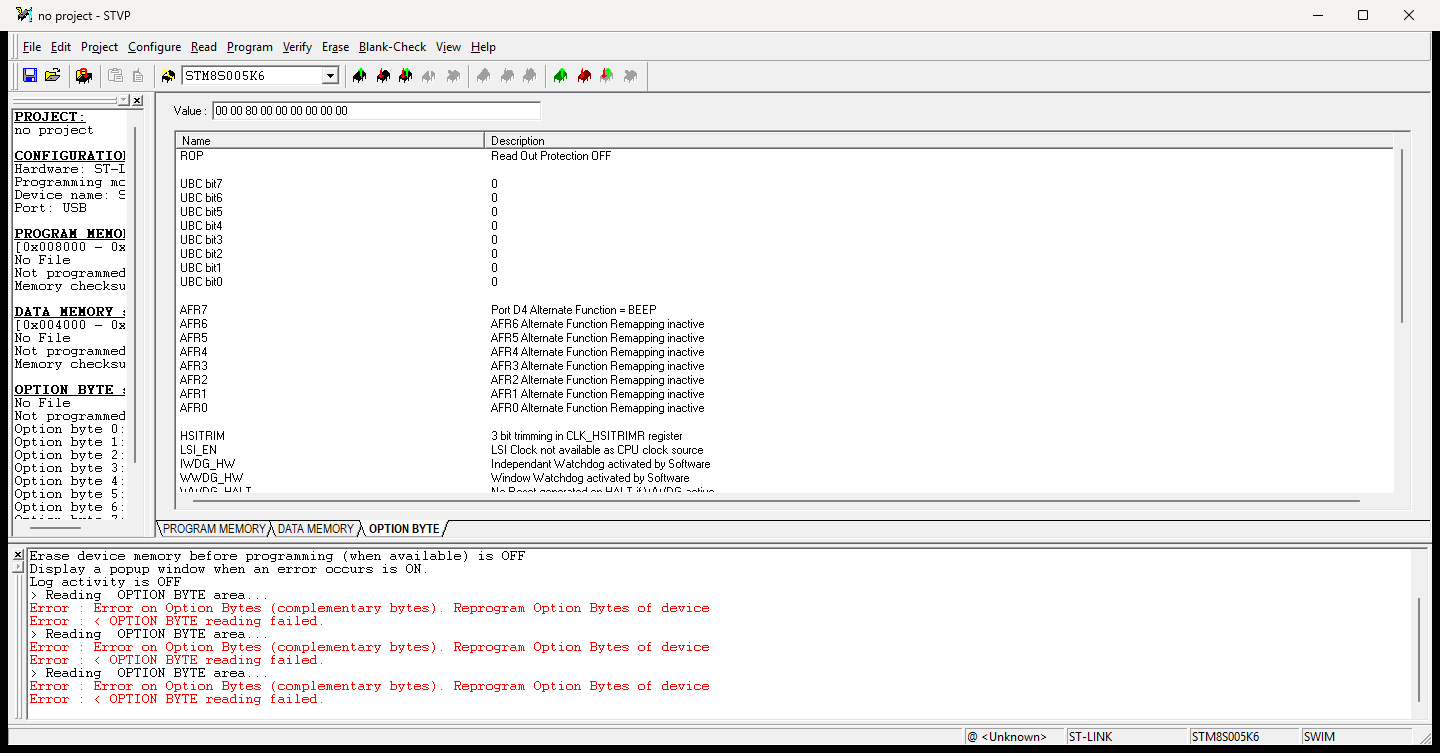 no project - STVP
File Edit Project Configure Read Program Verify Erase Blank-Check View Help
STM8S005K6
PROJECT:
no project
CONFIGURATIO
Hardware: ST-L
Programming mo
Device name: S
Port: USB
PROGRAM MEMO
[0x008000 - 0x
No File
Not programmed
Memory checksu
DATA MEMORY
[0x004000 - 0x
No File
Not programmed
Memory checksu
OPTION BYTE
No File
Not programmed
Option byte 0:
Option byte 1:
Option byte 2:
Option byte 3:
Option byte 4:
Option byte 5:
Option byte 6:
Value : 00 00 80 00 00 00 00 00 00
Name Description
ROP Read Out Protection OFF
UBC bit7 0
UBC bit6 0
UBC bit5 0
UBC bit4 0
UBC bit3 0
UBC bit2 0
UBC bit1 0
UBC bit0 0
AFR7 Port D4 Alternate Function = BEEP
AFR6 AFR6 Alternate Function Remapping inactive
AFR5 AFR5 Alternate Function Remapping inactive
AFR4 AFR4 Alternate Function Remapping inactive
AFR3 AFR3 Alternate Function Remapping inactive
AFR2 AFR2 Alternate Function Remapping inactive
AFR1 AFR1 Alternate Function Remapping inactive
AFR0 AFR0 Alternate Function Remapping inactive
HSITRIM 3 bit trimming in CLK_HSITRIMR register
LSI_EN LSI Clock not available as CPU clock source
IWDG_HW Independant Watchdog activated by Software
WWDG_HW Window Watchdog activated by Software
WWDG_HALT No Reset generated on HALT if WWDG active
PROGRAM MEMORY DATA MEMORY OPTION BYTE
Erase device memory before programming (when available) is OFF
Display a popup window when an error occurs is ON.
Log activity is OFF
> Reading  OPTION BYTE area...
Error : Error on Option Bytes (complementary bytes). Reprogram Option Bytes of device
Error : < OPTION BYTE reading failed.
> Reading  OPTION BYTE area...
Error : Error on Option Bytes (complementary bytes). Reprogram Option Bytes of device
Error : < OPTION BYTE reading failed.
> Reading  OPTION BYTE area...
Error : Error on Option Bytes (complementary bytes). Reprogram Option Bytes of device
Error : < OPTION BYTE reading failed.
@ <Unknown> ST-LINK STM8S005K6 SWIM